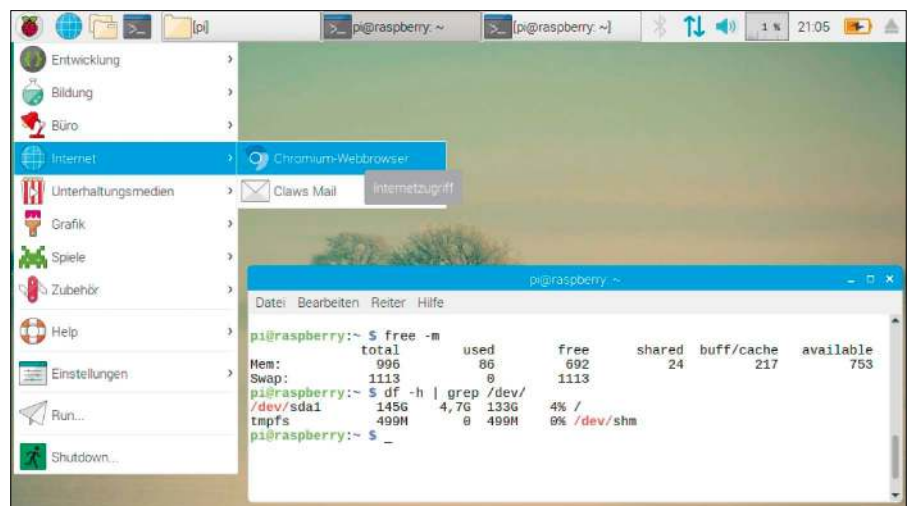 [pi]
pi@raspberry: ~
[pi@raspberry: ~]
1 %
21:05
Entwicklung
Bildung
Büro
Internet
Unterhaltungsmedien
Grafik
Spiele
Zubehör
Help
Einstellungen
Run...
Shutdown...
Chromium-Webbrowser
Claws Mail
Internetzugriff
pi@raspberry: ~
Datei Bearbeiten Reiter Hilfe
pi@raspberry:~ $ free -m
total used free shared buff/cache available
Mem: 996 86 692 24 217 753
Swap: 1113 0 1113
pi@raspberry:~ $ df -h | grep /dev/
/dev/sda1 145G 4,7G 133G 4% /
tmpfs 499M 0 499M 0% /dev/shm
pi@raspberry:~ $ _